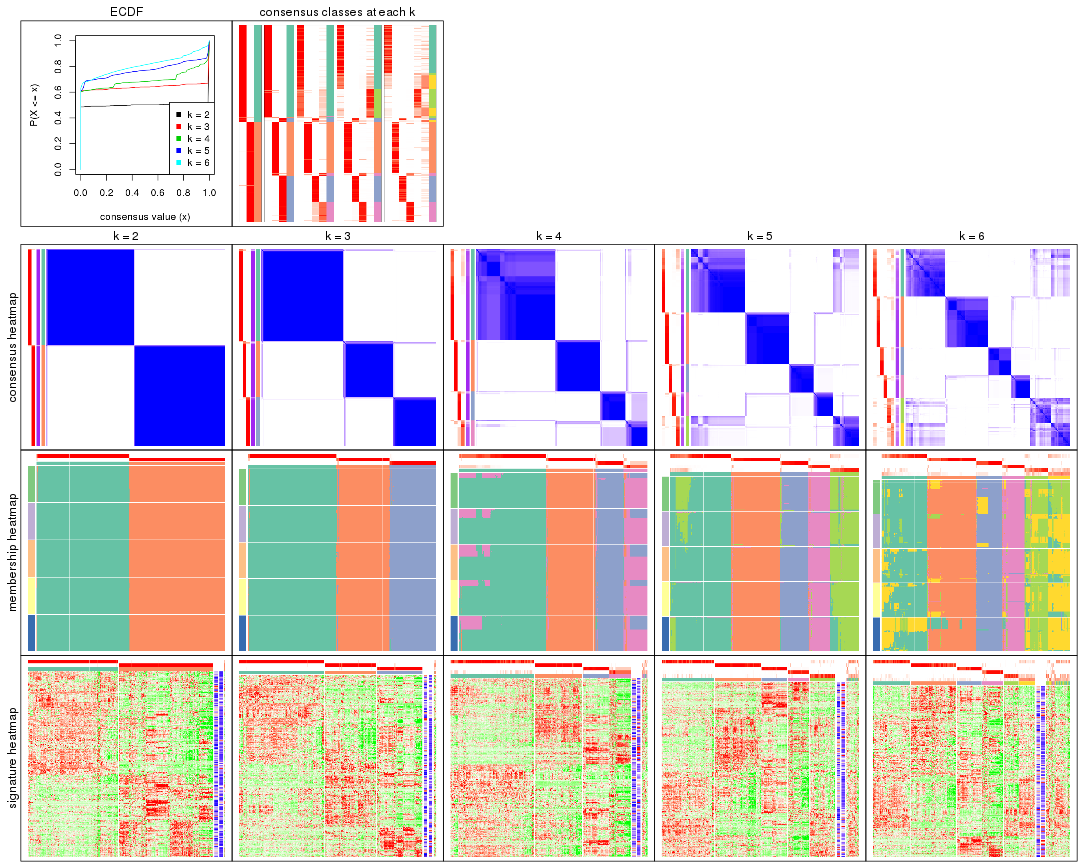 ECDF
consensus classes at each k
P(X <= x)
1.0
0.8
0.6
0.4
0.2
0.0
k = 2
k = 3
k = 4
k = 5
k = 6
0.0 0.2 0.4 0.6 0.8 1.0
consensus value (x)
k = 2
k = 3
k = 4
k = 5
k = 6
consensus heatmap
membership heatmap
signature heatmap